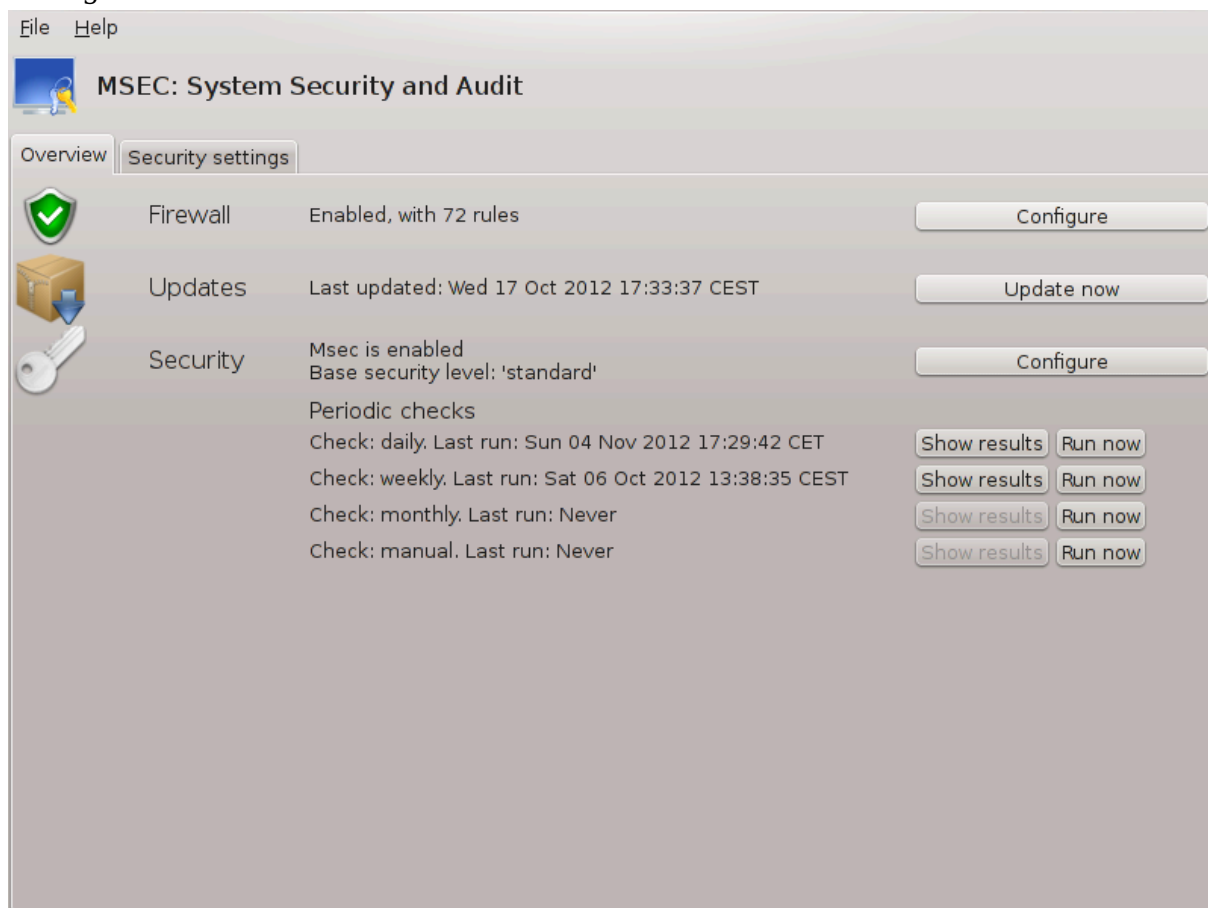 File Help
MSEC: System Security and Audit
Overview Security settings
Firewall Enabled, with 72 rules Configure
Updates Last updated: Wed 17 Oct 2012 17:33:37 CEST Update now
Security Msec is enabled
Base security level: 'standard' Configure
Periodic checks
Check: daily. Last run: Sun 04 Nov 2012 17:29:42 CET Show results Run now
Check: weekly. Last run: Sat 06 Oct 2012 13:38:35 CEST Show results Run now
Check: monthly. Last run: Never Show results Run now
Check: manual. Last run: Never Show results Run now